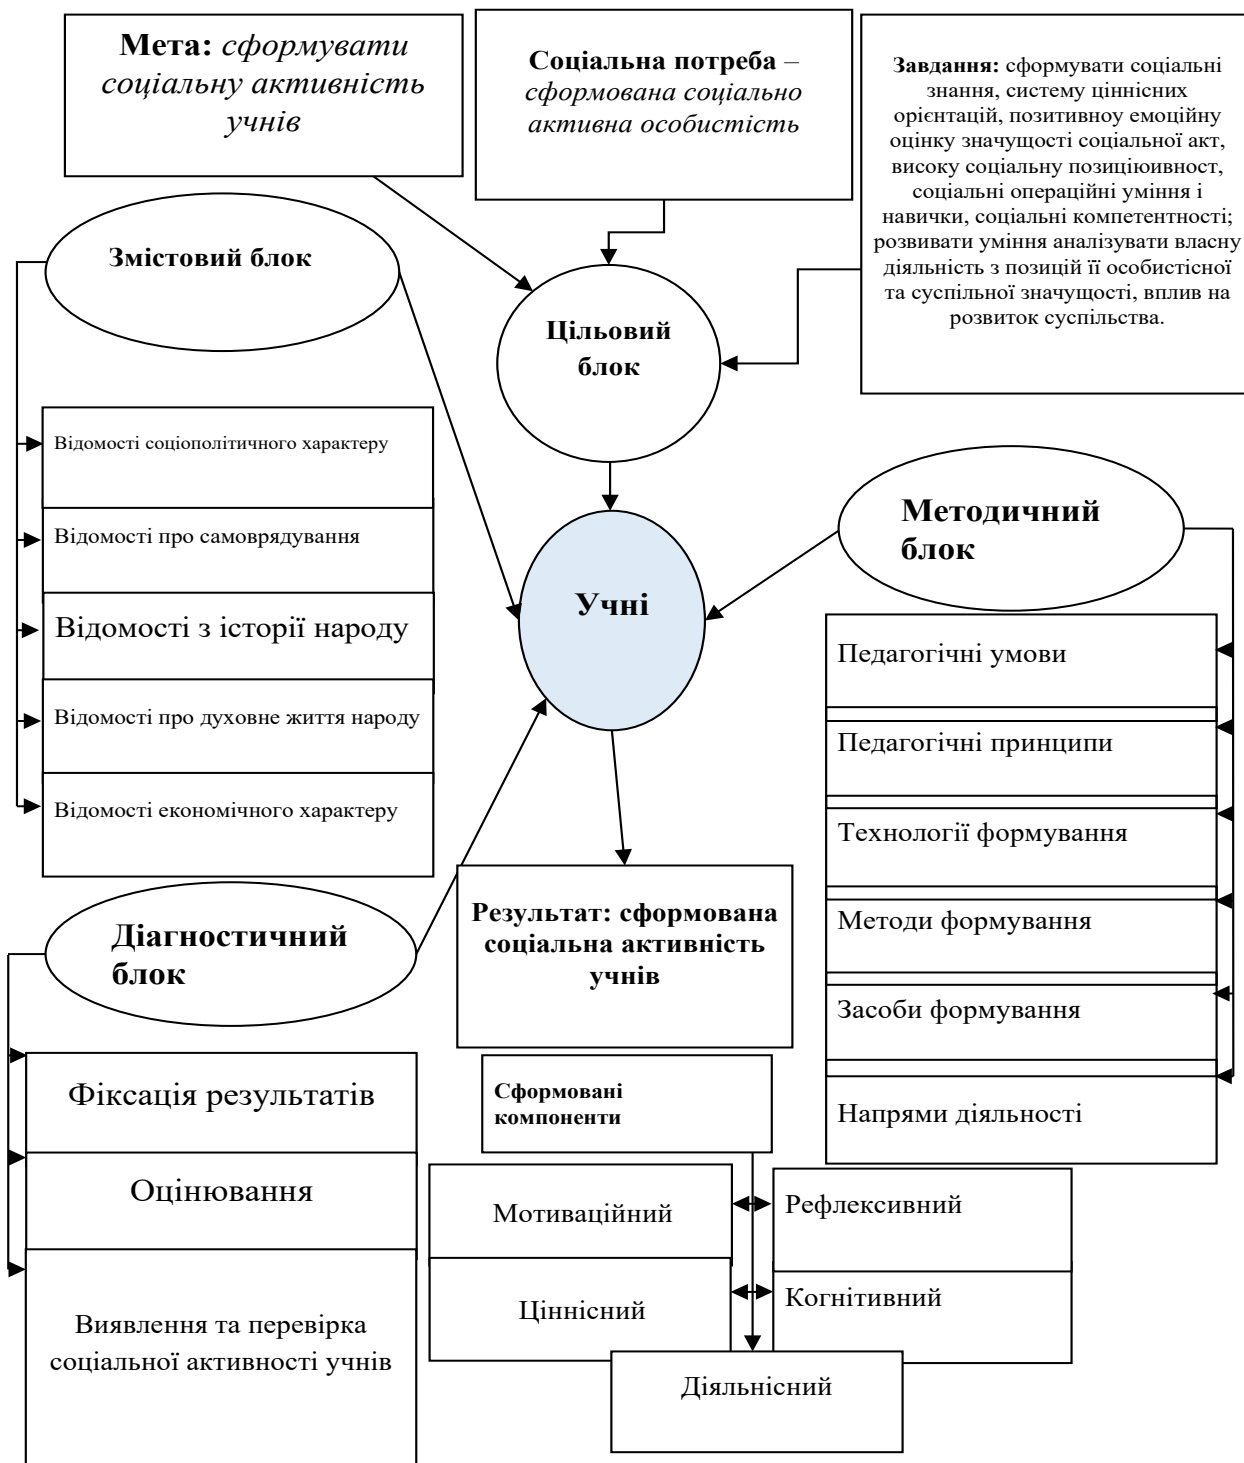 Мета: сформувати
соціальну активність
учнів
Соціальна потреба –
сформована соціально
активна особистість
Завдання: сформувати соціальні
знання, систему ціннісних
орієнтацій, позитивноу емоційну
оцінку значущості соціальної акт,
високу соціальну позиціюивност,
соціальні операційні уміння і
навички, соціальні компетентності;
розвивати уміння аналізувати власну
діяльність з позицій її особистісної
та суспільної значущості, вплив на
розвиток суспільства.
Змістовий блок
Цільовий
блок
Відомості соціополітичного характеру
Відомості про самоврядування
Відомості з історії народу
Відомості про духовне життя народу
Відомості економічного характеру
Учні
Методичний
блок
Педагогічні умови
Педагогічні принципи
Технології формування
Методи формування
Засоби формування
Напрями діяльності
Діагностичний
блок
Результат: сформована
соціальна активність
учнів
Фіксація результатів
Оцінювання
Виявлення та перевірка
соціальної активності учнів
Сформовані
компоненти
Мотиваційний
Рефлексивний
Ціннісний
Когнітивний
Діяльнісний